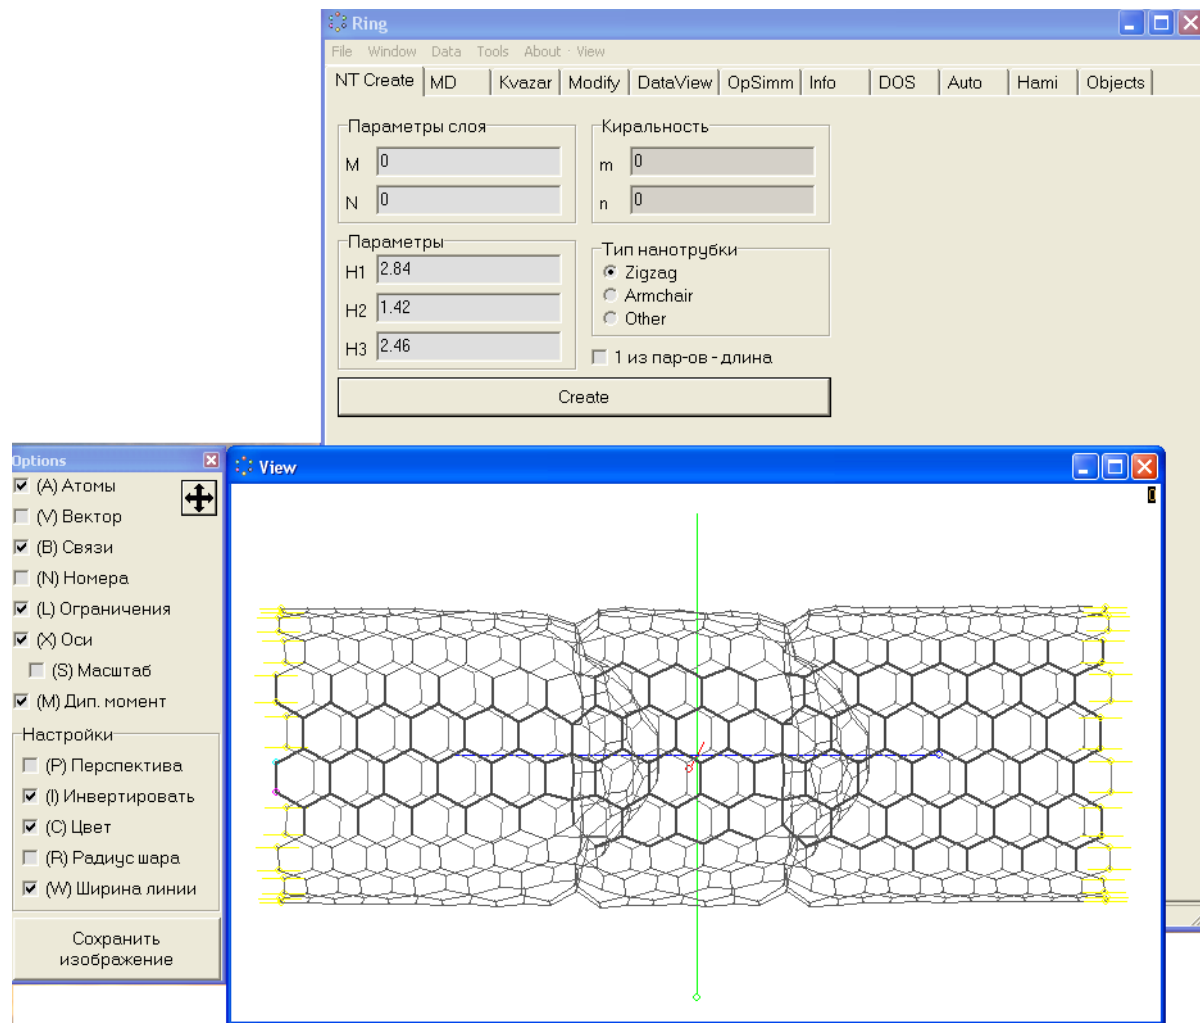 Ring
File Window Data Tools About View
NT Create MD Kvazar Modify DataView OpSimm Info DOS Auto Hami Objects
Параметры слоя
M 0
N 0
Киральность
m 0
n 0
Параметры
H1 2.84
H2 1.42
H3 2.46
Тип нанотрубки
Zigzag
Armchair
Other
1 из пар-ов - длина
Create
Options
(A) Атомы
(V) Вектор
(B) Связи
(N) Номера
(L) Ограничения
(X) Оси
(S) Масштаб
(M) Дип. момент
Настройки
(P) Перспектива
(I) Инвертировать
(C) Цвет
(R) Радиус шара
(W) Ширина линии
Сохранить
изображение
View
0